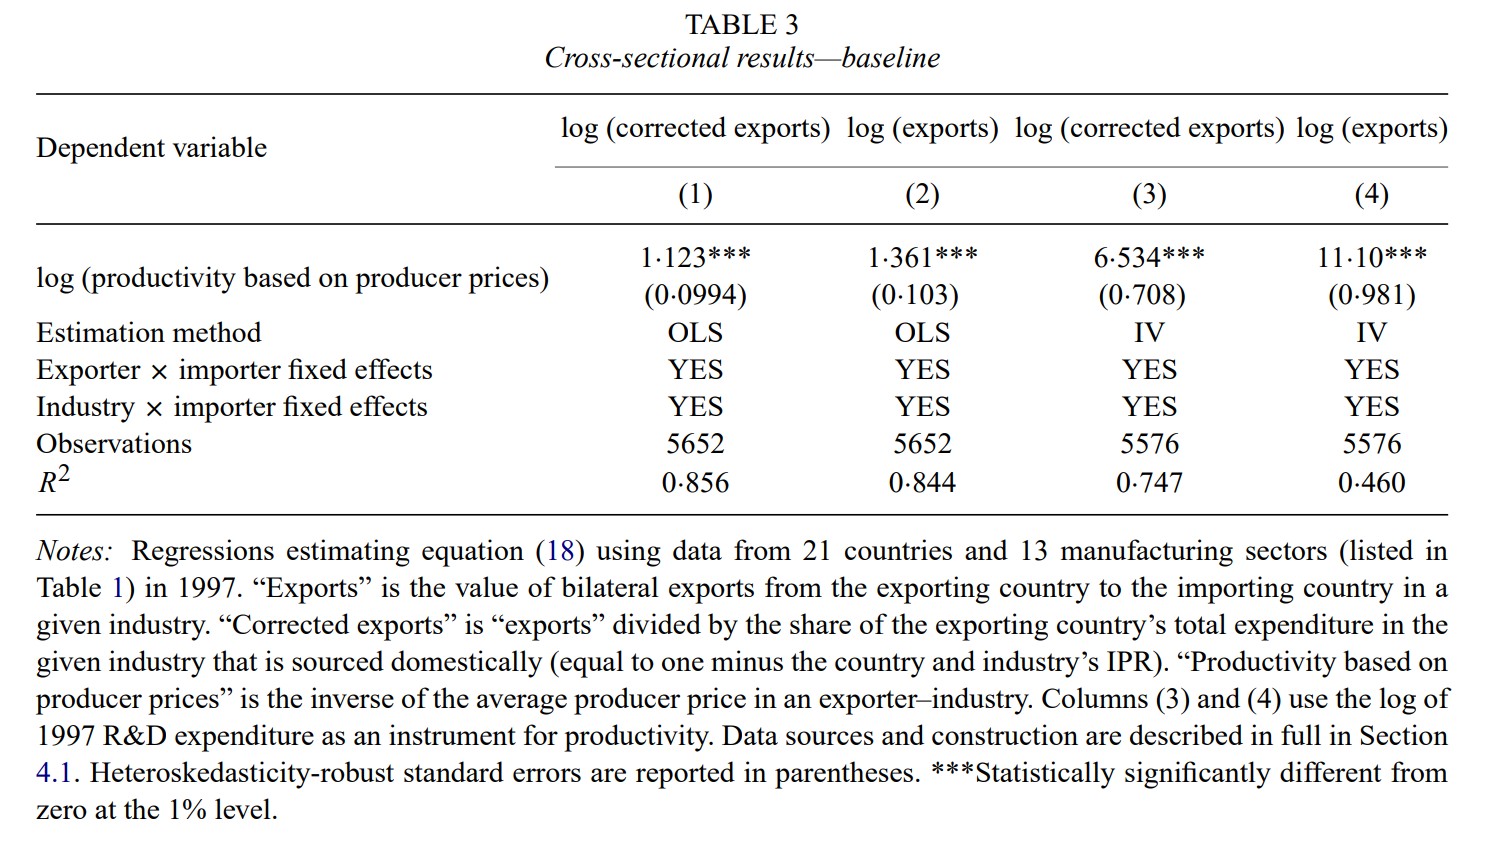 TABLE 3
Cross-sectional results—baseline
Dependent variable
log (corrected exports) log (exports) log (corrected exports) log (exports)
(1) (2) (3) (4)
log (productivity based on producer prices)
1·123*** 1·361*** 6·534*** 11·10***
(0·0994) (0·103) (0·708) (0·981)
Estimation method OLS OLS IV IV
Exporter × importer fixed effects YES YES YES YES
Industry × importer fixed effects YES YES YES YES
Observations 5652 5652 5576 5576
R² 0·856 0·844 0·747 0·460
Notes: Regressions estimating equation (18) using data from 21 countries and 13 manufacturing sectors (listed in
Table 1) in 1997. “Exports” is the value of bilateral exports from the exporting country to the importing country in a
given industry. “Corrected exports” is “exports” divided by the share of the exporting country’s total expenditure in the
given industry that is sourced domestically (equal to one minus the country and industry’s IPR). “Productivity based on
producer prices” is the inverse of the average producer price in an exporter–industry. Columns (3) and (4) use the log of
1997 R&D expenditure as an instrument for productivity. Data sources and construction are described in full in Section
4.1. Heteroskedasticity-robust standard errors are reported in parentheses. ***Statistically significantly different from
zero at the 1% level.